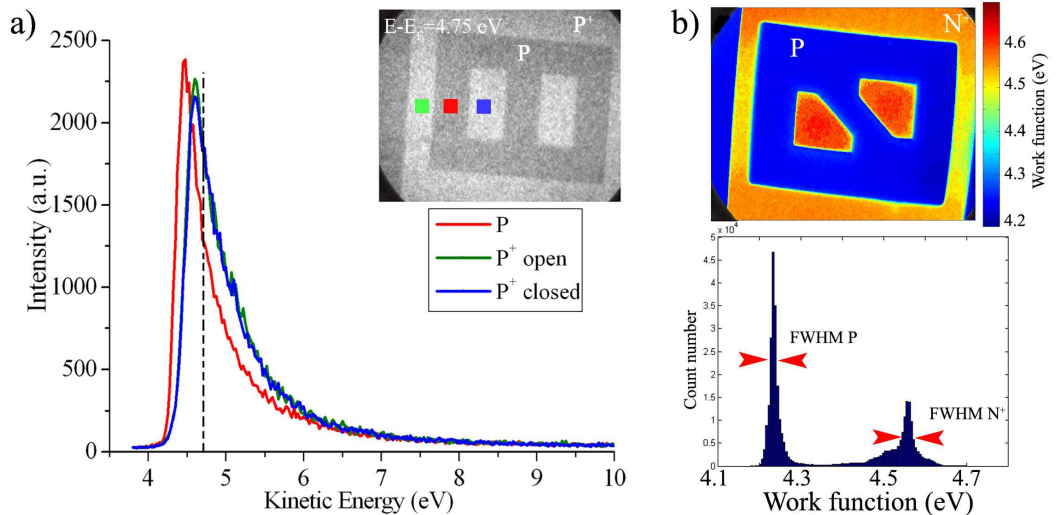 a)
2500
2000
1500
1000
500
0
Intensity (a.u.)
4 5 6 7 8 9 10
Kinetic Energy (eV)
E-E_F=4.75 eV
P⁺
P
P
P⁺ open
P⁺ closed
b)
P
N⁺
4.6
4.5
4.4
4.3
4.2
Work function (eV)
x 10⁴
5
4.5
4
3.5
3
2.5
2
1.5
1
0.5
0
Count number
FWHM P
FWHM N⁺
4.1 4.3 4.5 4.7
Work function (eV)